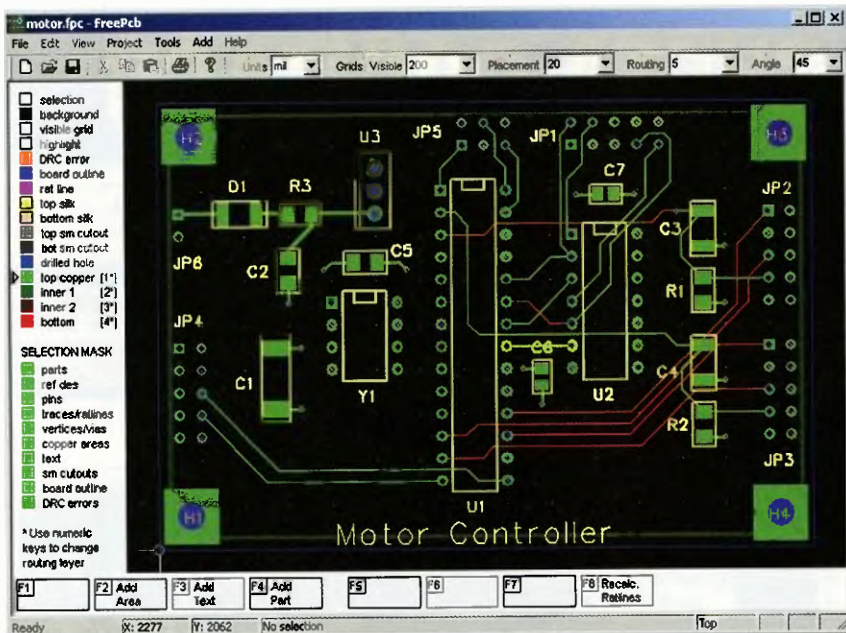 motor.fpc - FreePcb
File Edit View Project Tools Add Help
Units mil Grids Visible 200 Placement 20 Routing 5 Angle 45
selection
background
visible grid
highlight
DRC error
board outline
rat line
top silk
bottom silk
top sm cutout
bot sm cutout
drilled hole
top copper [1*]
inner 1 [2*]
inner 2 [3*]
bottom [4*]
SELECTION MASK
parts
ref des
pins
traces/ratlines
vertices/vias
copper areas
text
sm cutouts
board outline
DRC errors
* Use numeric
keys to change
routing layer
H2
U3
JP5
JP1
H3
D1
R3
C7
JP2
C3
JP6
C2
C5
R1
JP4
C1
Y1
C6
U2
C4
R2
JP3
H1
U1
H4
Motor Controller
F1 F2 Add Area F3 Add Text F4 Add Part F5 F6 F7 F8 Recalc. Ratlines
Ready X: 2277 Y: 2062 No selection Top